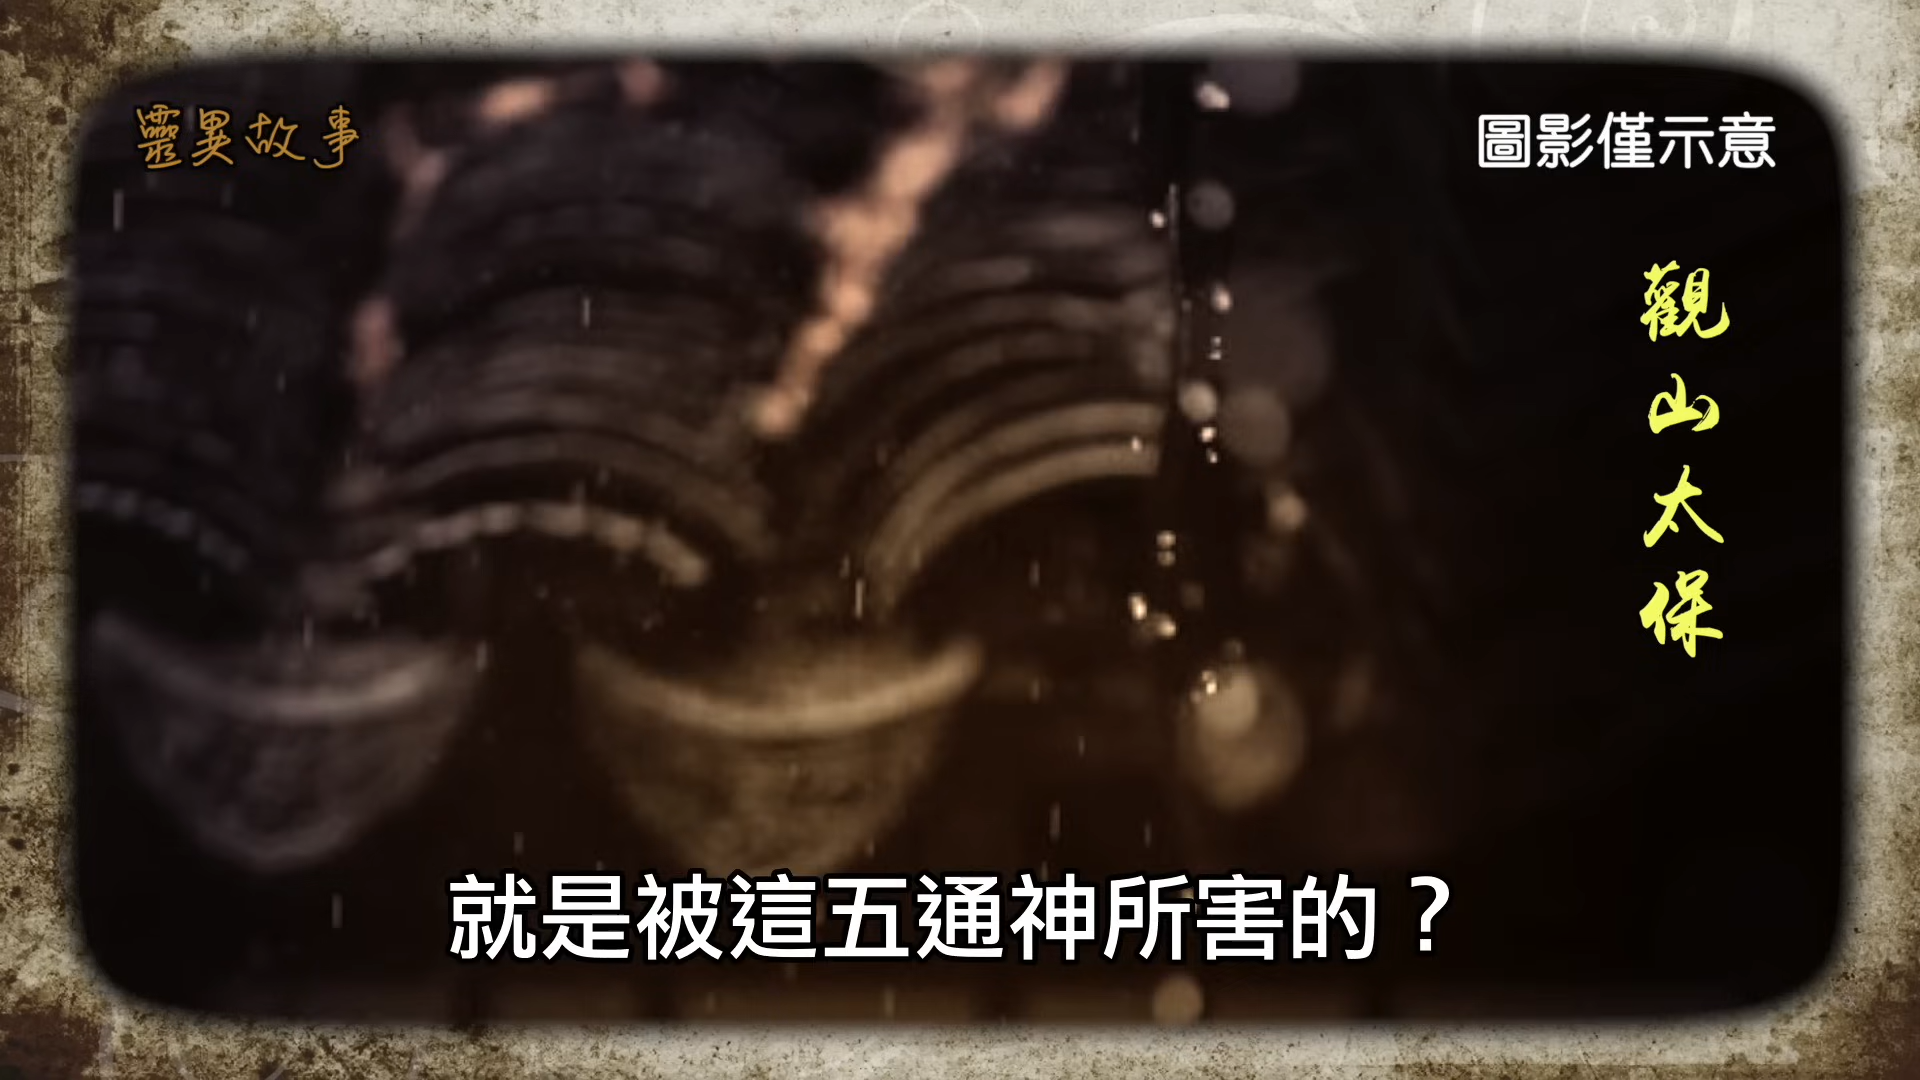 靈異故事
圖影僅示意
觀山太保
就是被這五通神所害的？